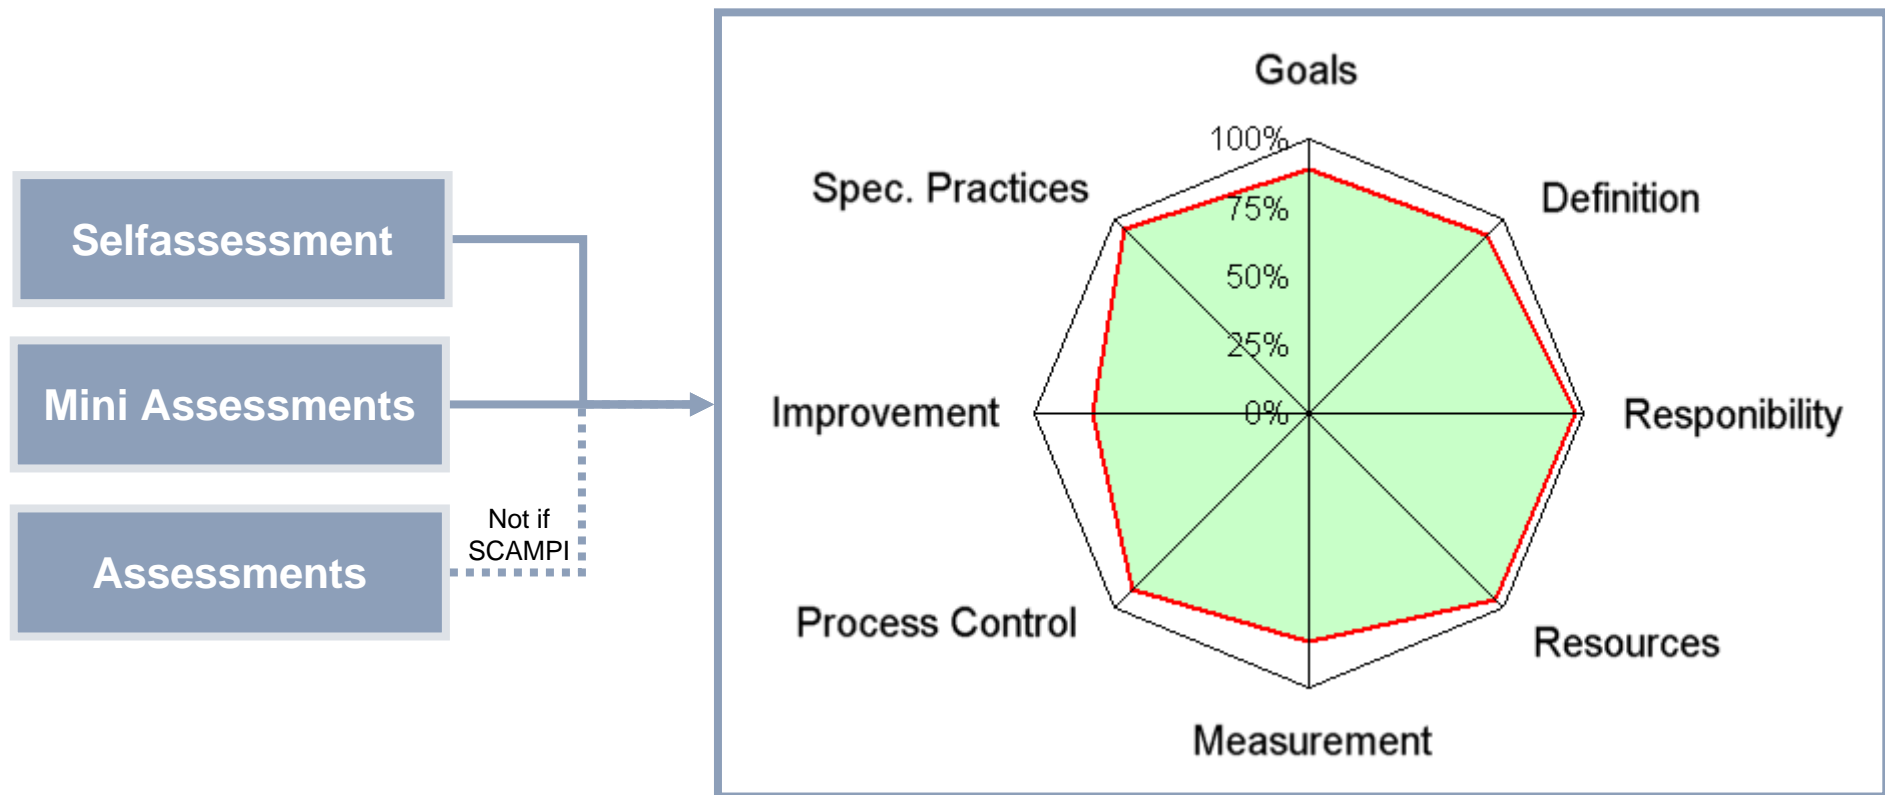 Selfassessment
Mini Assessments
Assessments
Not if
SCAMPI
Goals
100%
Spec. Practices
Definition
75%
50%
25%
Improvement
0%
Responibility
Process Control
Resources
Measurement